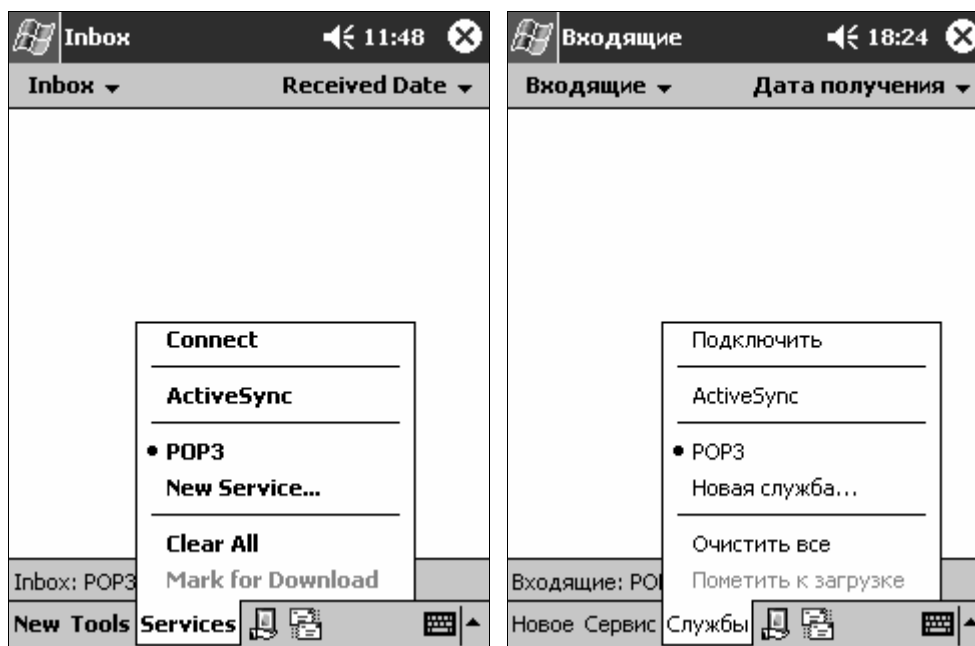 Inbox 11:48
Inbox Received Date
Connect
ActiveSync
POP3
New Service...
Clear All
Mark for Download
Inbox: POP3
New Tools Services
Входящие 18:24
Входящие Дата получения
Подключить
ActiveSync
POP3
Новая служба...
Очистить все
Пометить к загрузке
Входящие: POP
Новое Сервис Службы